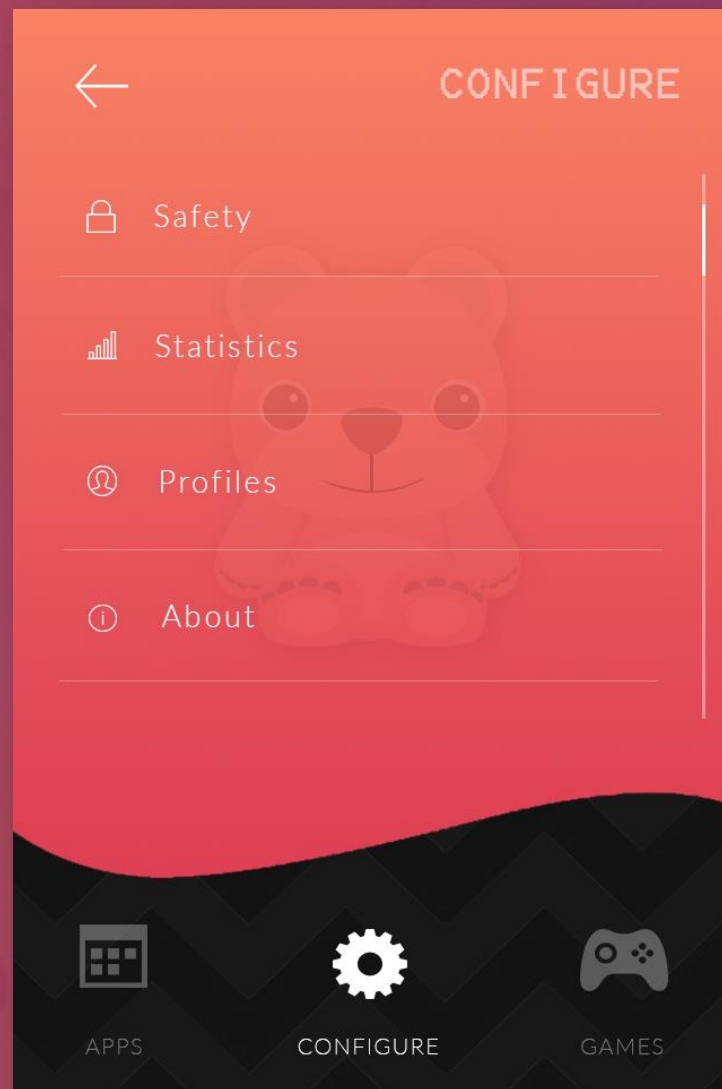 CONFIGURE
Safety
Statistics
Profiles
About
APPS
CONFIGURE
GAMES